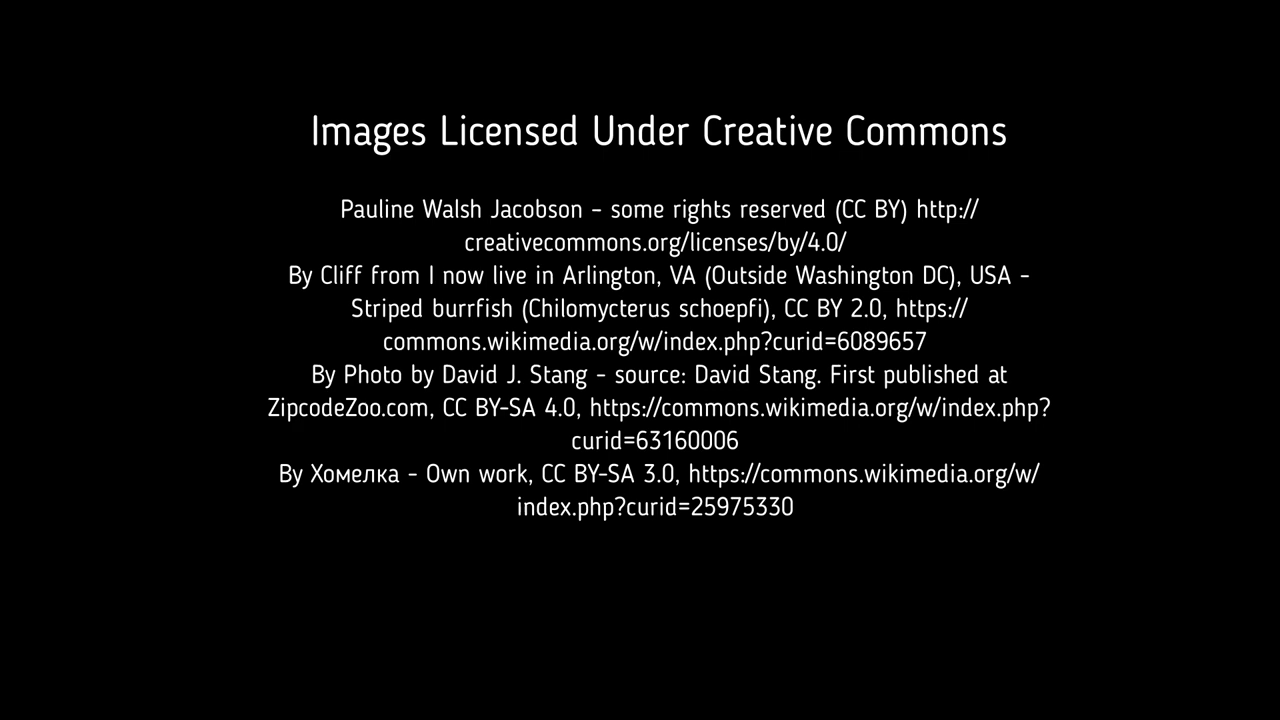 Images Licensed Under Creative Commons
Pauline Walsh Jacobson – some rights reserved (CC BY) http://
creativecommons.org/licenses/by/4.0/
By Cliff from I now live in Arlington, VA (Outside Washington DC), USA -
Striped burrfish (Chilomycterus schoepfi), CC BY 2.0, https://
commons.wikimedia.org/w/index.php?curid=6089657
By Photo by David J. Stang - source: David Stang. First published at
ZipcodeZoo.com, CC BY-SA 4.0, https://commons.wikimedia.org/w/index.php?
curid=63160006
By Хомелка - Own work, CC BY-SA 3.0, https://commons.wikimedia.org/w/
index.php?curid=25975330